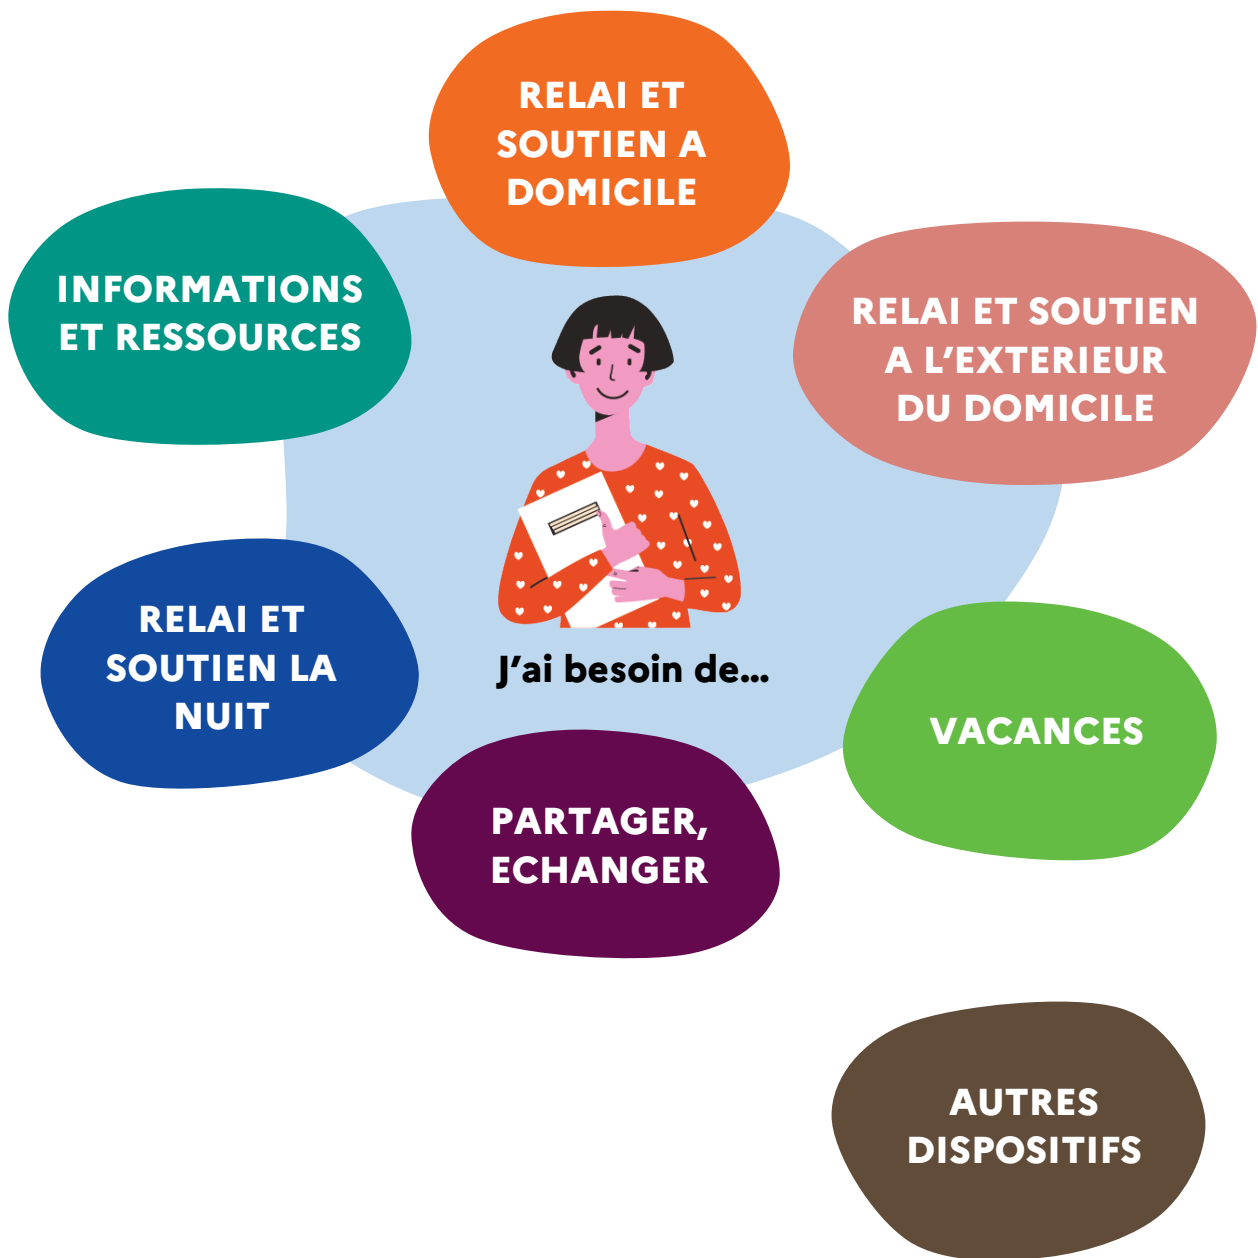 RELAI ET
SOUTIEN A
DOMICILE
INFORMATIONS
ET RESSOURCES
RELAI ET SOUTIEN
A L'EXTERIEUR
DU DOMICILE
RELAI ET
SOUTIEN LA
NUIT
J'ai besoin de...
VACANCES
PARTAGER,
ECHANGER
AUTRES
DISPOSITIFS